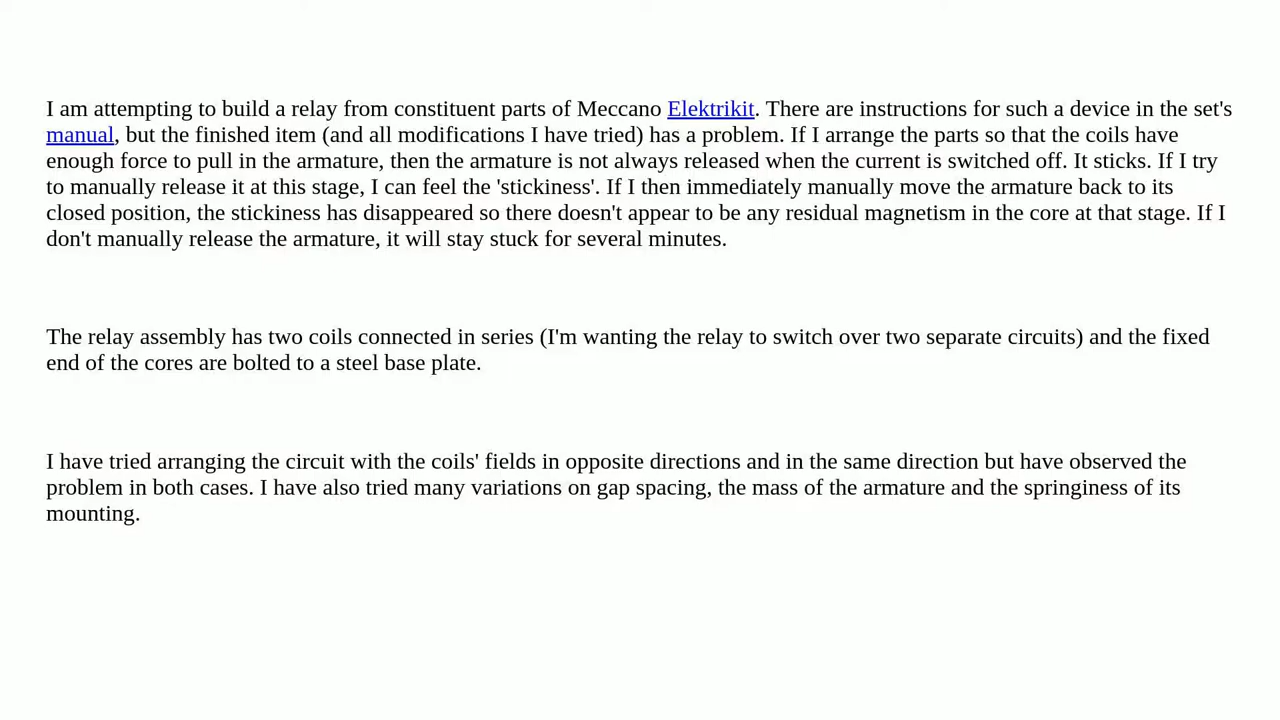 I am attempting to build a relay from constituent parts of Meccano Elektrikit. There are instructions for such a device in the set's
manual, but the finished item (and all modifications I have tried) has a problem. If I arrange the parts so that the coils have
enough force to pull in the armature, then the armature is not always released when the current is switched off. It sticks. If I try
to manually release it at this stage, I can feel the 'stickiness'. If I then immediately manually move the armature back to its
closed position, the stickiness has disappeared so there doesn't appear to be any residual magnetism in the core at that stage. If I
don't manually release the armature, it will stay stuck for several minutes.
The relay assembly has two coils connected in series (I'm wanting the relay to switch over two separate circuits) and the fixed
end of the cores are bolted to a steel base plate.
I have tried arranging the circuit with the coils' fields in opposite directions and in the same direction but have observed the
problem in both cases. I have also tried many variations on gap spacing, the mass of the armature and the springiness of its
mounting.